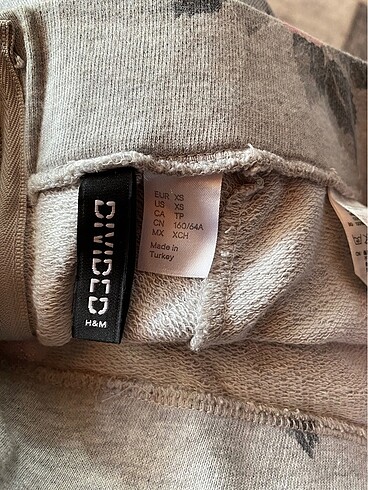 DIVIDED
H&M
EUR XS
US XS
CA TP
CN 160/64A
MX XCH
Made in
Turkey